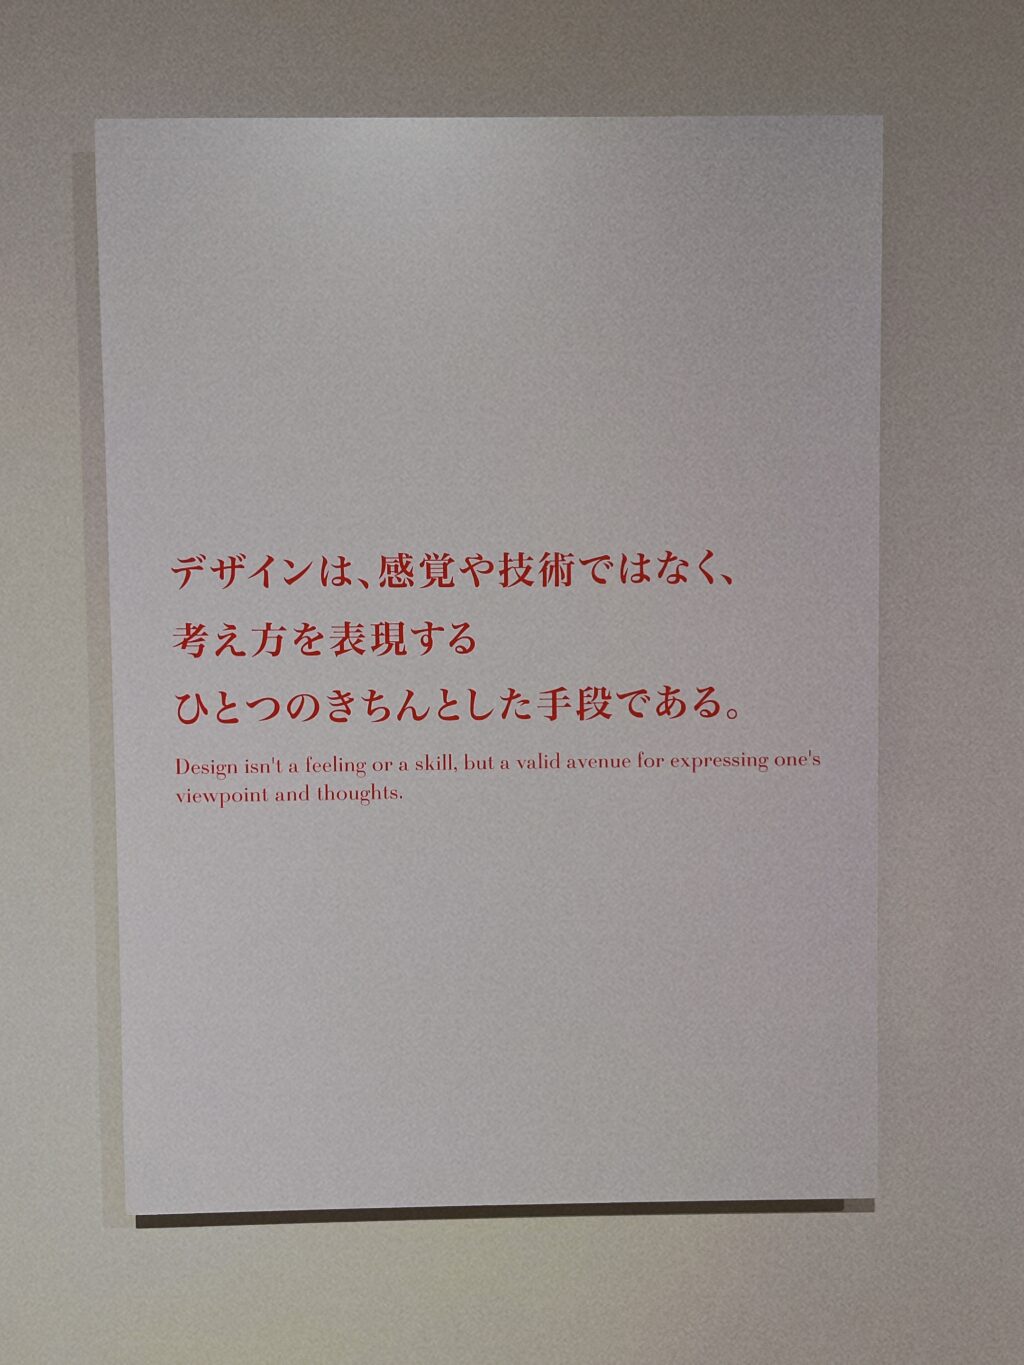 デザインは、感覚や技術ではなく、
考え方を表現する
ひとつのきちんとした手段である。
Design isn't a feeling or a skill, but a valid avenue for expressing one's
viewpoint and thoughts.